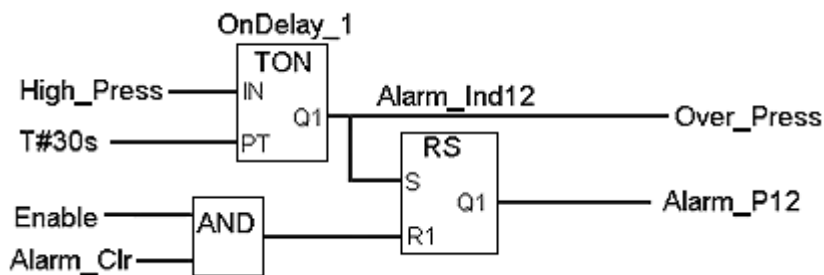 OnDelay_1
TON
High_Press
IN
Alarm_Ind12
Q1
Over_Press
T#30s
PT
RS
S
Enable
AND
Q1
Alarm_P12
R1
Alarm_Clr